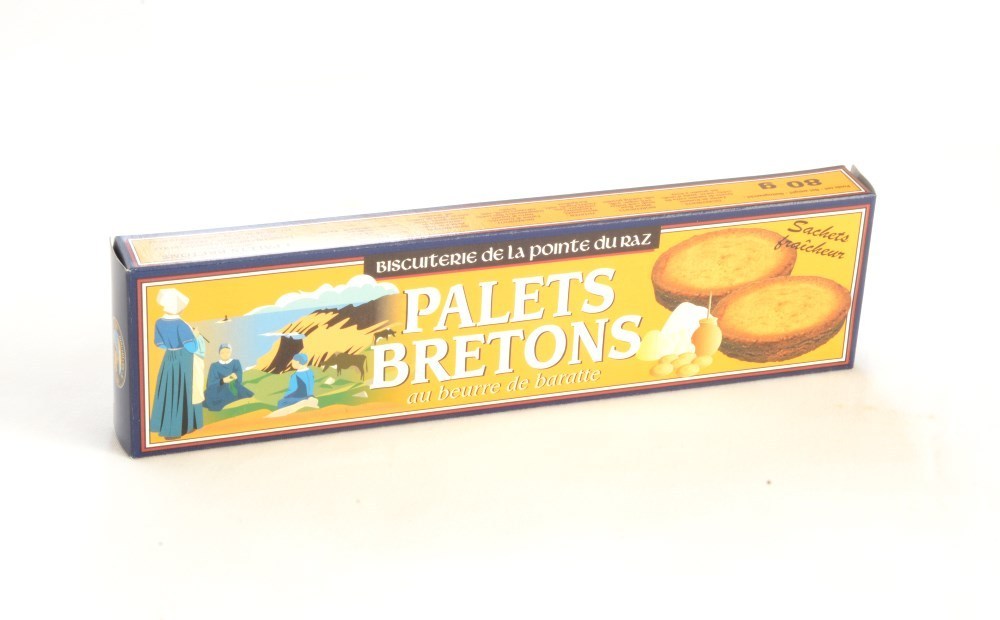 80 g
BISCUITERIE DE LA POINTE DU RAZ
Sachets
fraîcheur
PALETS
BRETONS
au beurre de baratte